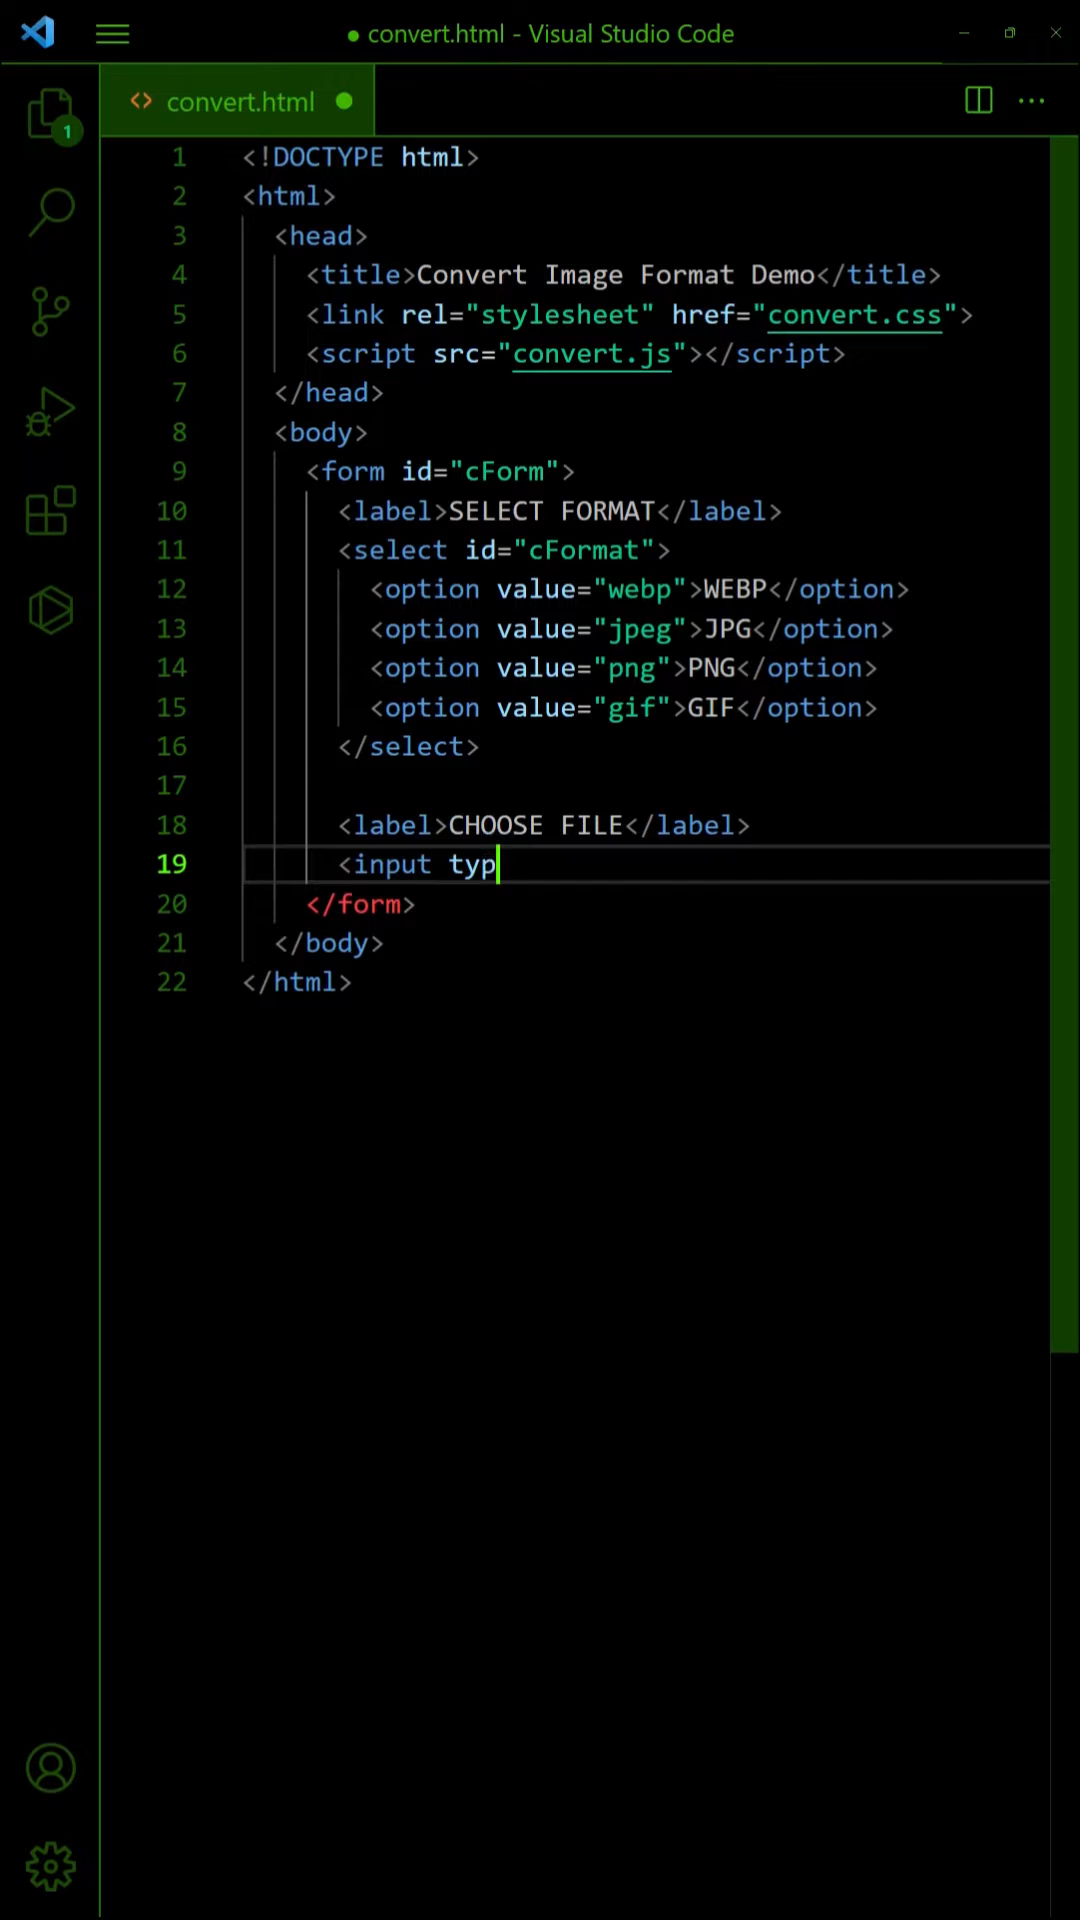 ● convert.html - Visual Studio Code
<> convert.html ●
1
1 <!DOCTYPE html>
2 <html>
3 <head>
4 <title>Convert Image Format Demo</title>
5 <link rel="stylesheet" href="convert.css">
6 <script src="convert.js"></script>
7 </head>
8 <body>
9 <form id="cForm">
10 <label>SELECT FORMAT</label>
11 <select id="cFormat">
12 <option value="webp">WEBP</option>
13 <option value="jpeg">JPG</option>
14 <option value="png">PNG</option>
15 <option value="gif">GIF</option>
16 </select>
17
18 <label>CHOOSE FILE</label>
19 <input typ
20 </form>
21 </body>
22 </html>